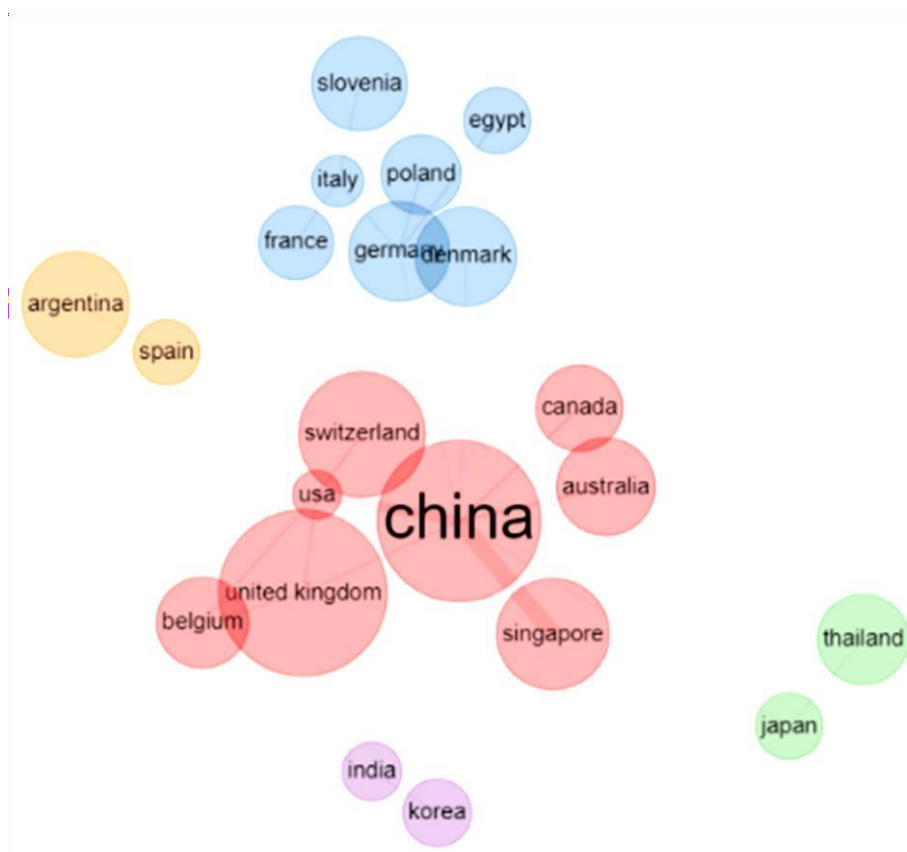 slovenia
egypt
italy
poland
france
germany
denmark
argentina
spain
switzerland
canada
usa
australia
china
united kingdom
belgium
singapore
thailand
japan
india
korea